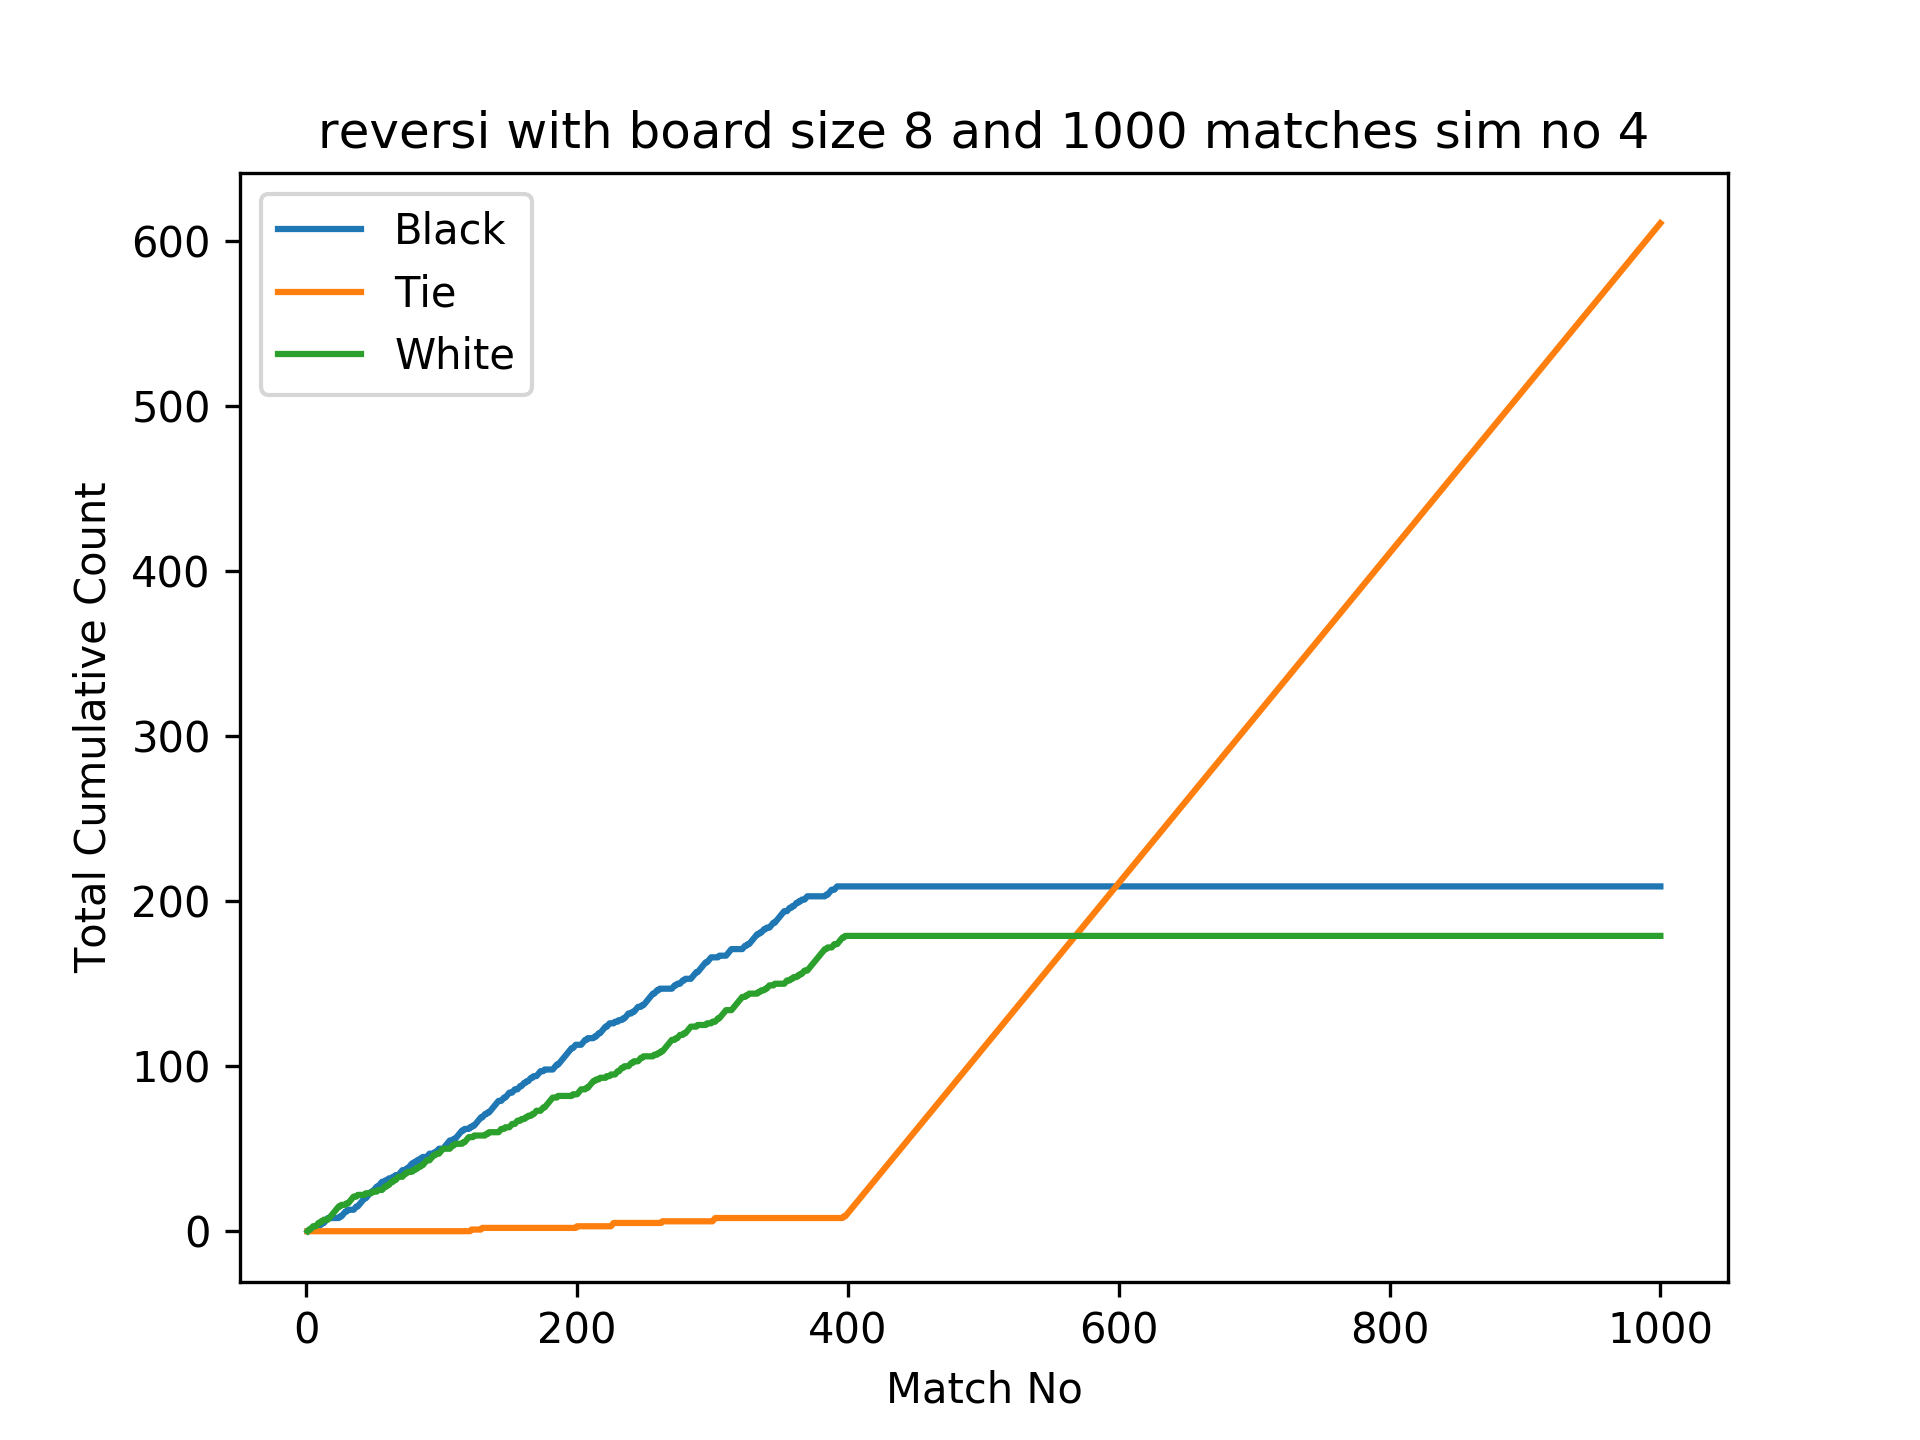 reversi with board size 8 and 1000 matches sim no 4
Black
Tie
White
600
500
400
300
200
100
0
Total Cumulative Count
0 200 400 600 800 1000
Match No